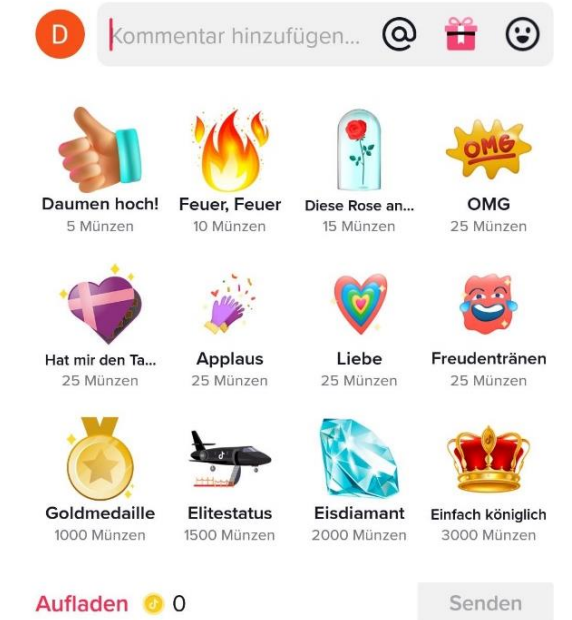 D Kommentar hinzufügen... @
OMG
Daumen hoch! Feuer, Feuer Diese Rose an... OMG
5 Münzen 10 Münzen 15 Münzen 25 Münzen
Hat mir den Ta... Applaus Liebe Freudentränen
25 Münzen 25 Münzen 25 Münzen 25 Münzen
Goldmedaille Elitestatus Eisdiamant Einfach königlich
1000 Münzen 1500 Münzen 2000 Münzen 3000 Münzen
Aufladen 0 Senden